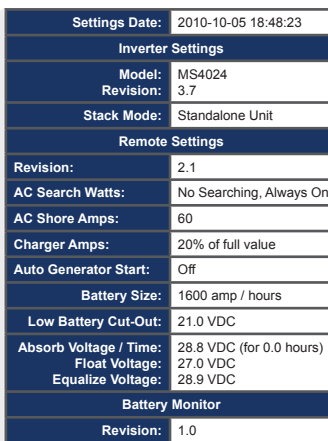 Settings Date: 2010-10-05 18:48:23
Inverter Settings
Model: MS4024
Revision: 3.7
Stack Mode: Standalone Unit
Remote Settings
Revision: 2.1
AC Search Watts: No Searching, Always On
AC Shore Amps: 60
Charger Amps: 20% of full value
Auto Generator Start: Off
Battery Size: 1600 amp / hours
Low Battery Cut-Out: 21.0 VDC
Absorb Voltage / Time: 28.8 VDC (for 0.0 hours)
Float Voltage: 27.0 VDC
Equalize Voltage: 28.9 VDC
Battery Monitor
Revision: 1.0